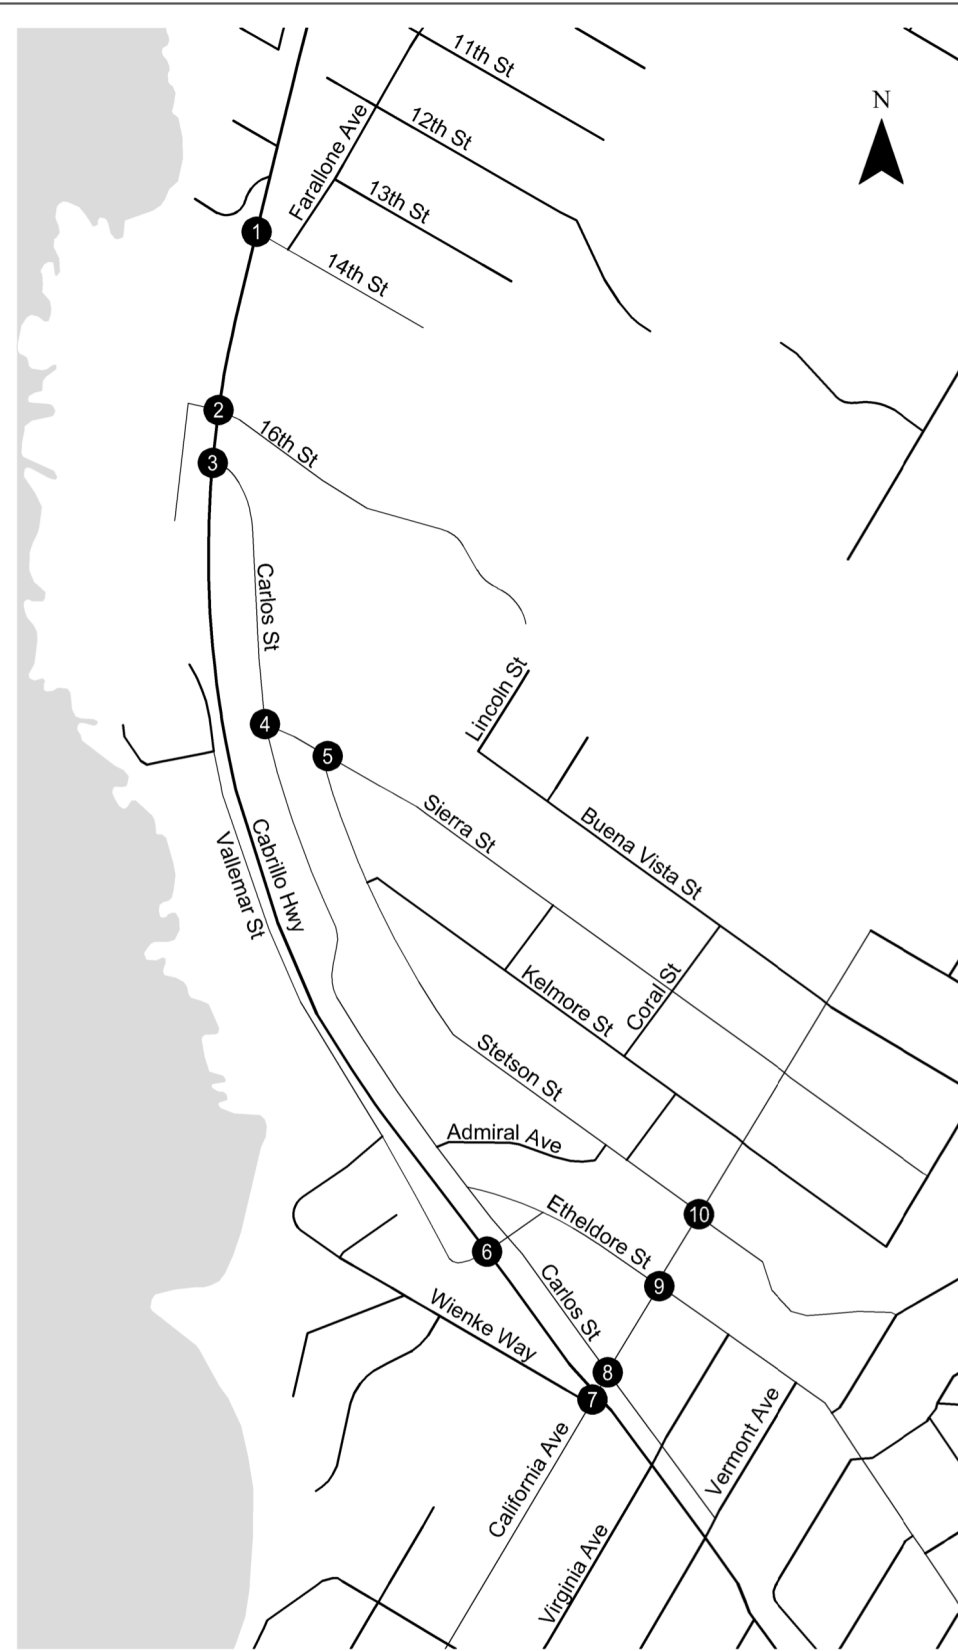 11th St
N
Farallone Ave
12th St
13th St
1
14th St
2
16th St
3
Carlos St
Lincoln St
4
5
Sierra St
Buena Vista St
Cabrillo Hwy
Vallemar St
Kelmore St
Coral St
Stetson St
Admiral Ave
Etheldore St
10
6
Carlos St
9
Wienke Way
8
7
California Ave
Vermont Ave
Virginia Ave